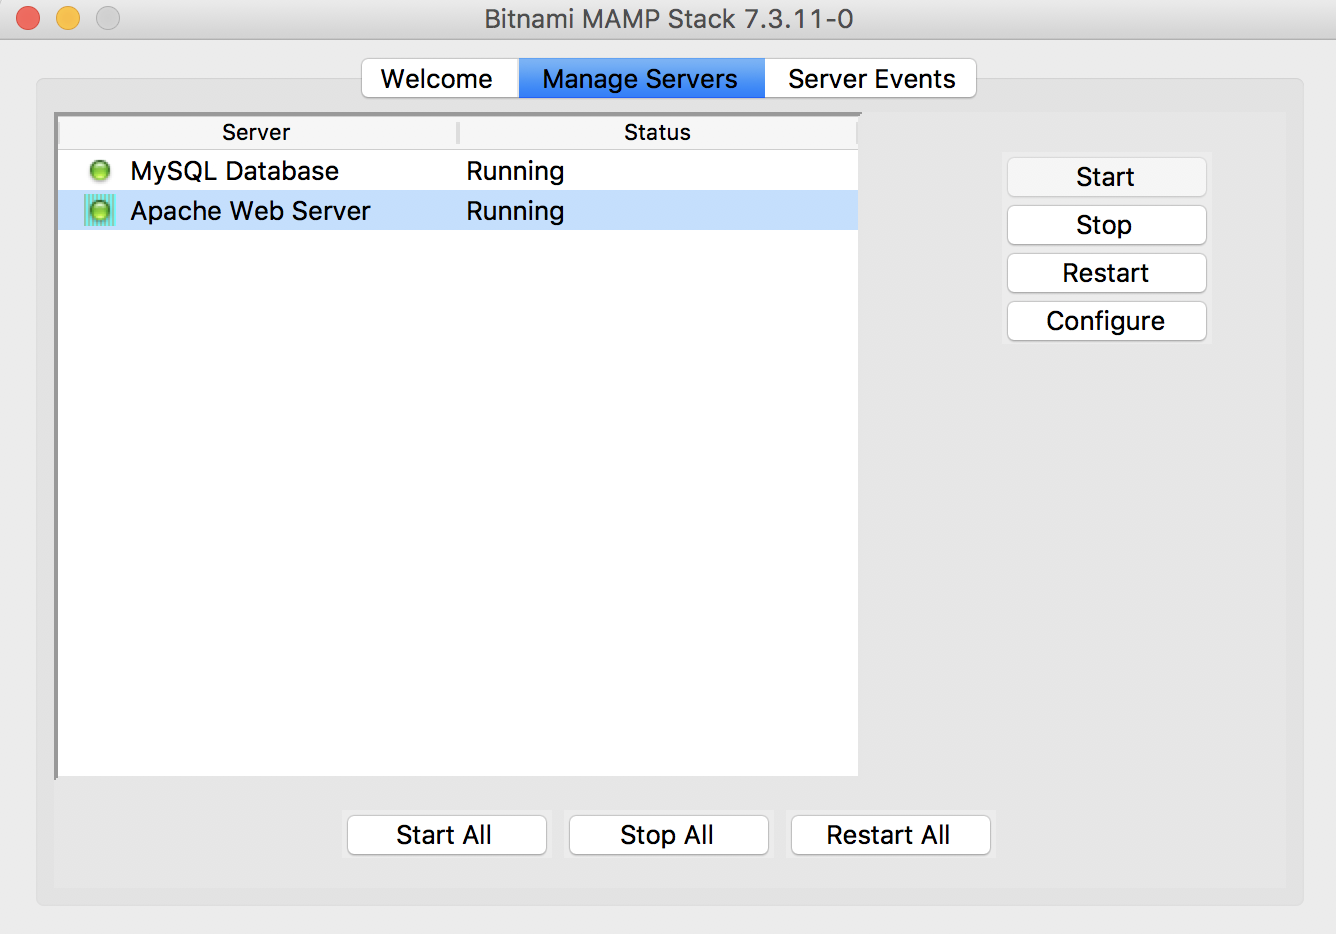 Bitnami MAMP Stack 7.3.11-0
Welcome Manage Servers Server Events
Server Status
MySQL Database Running
Apache Web Server Running
Start
Stop
Restart
Configure
Start All Stop All Restart All